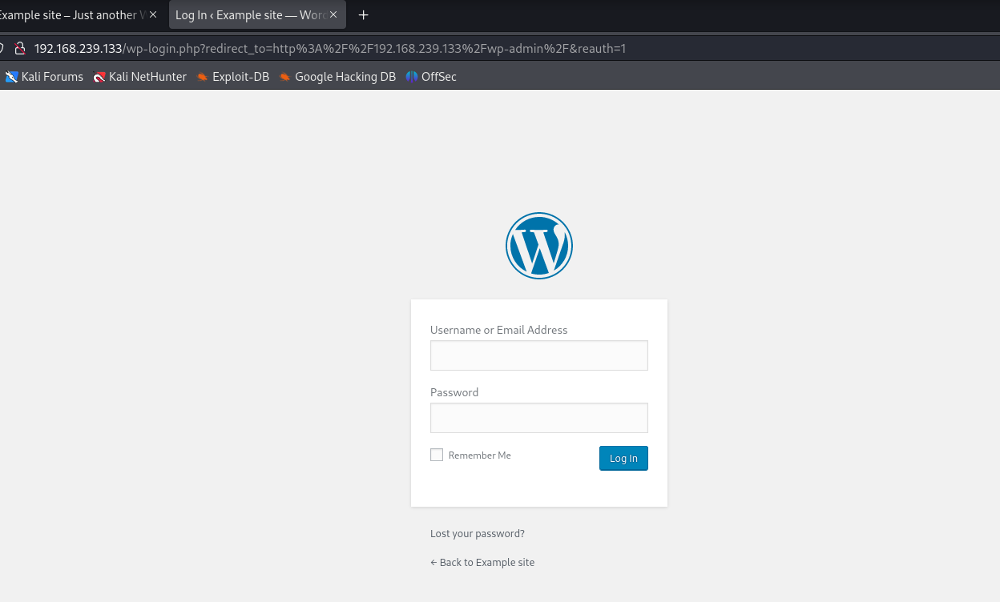 Example site – Just another W
Log In ‹ Example site — Word
192.168.239.133/wp-login.php?redirect_to=http%3A%2F%2F192.168.239.133%2Fwp-admin%2F&reauth=1
Kali Forums Kali NetHunter Exploit-DB Google Hacking DB OffSec
Username or Email Address
Password
Remember Me
Log In
Lost your password?
← Back to Example site